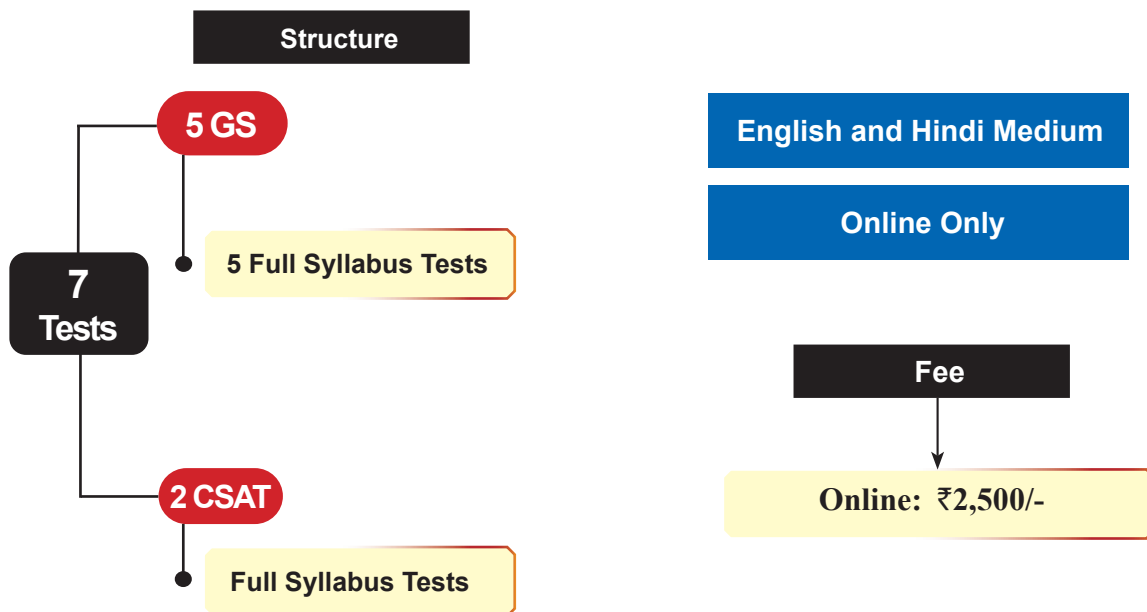 Structure
5 GS
5 Full Syllabus Tests
7
Tests
2 CSAT
Full Syllabus Tests
English and Hindi Medium
Online Only
Fee
Online: ₹2,500/-